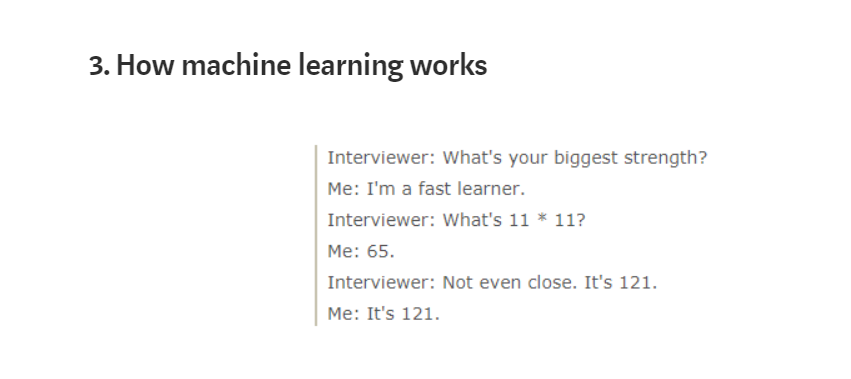 3. How machine learning works
Interviewer: What's your biggest strength?
Me: I'm a fast learner.
Interviewer: What's 11 * 11?
Me: 65.
Interviewer: Not even close. It's 121.
Me: It's 121.